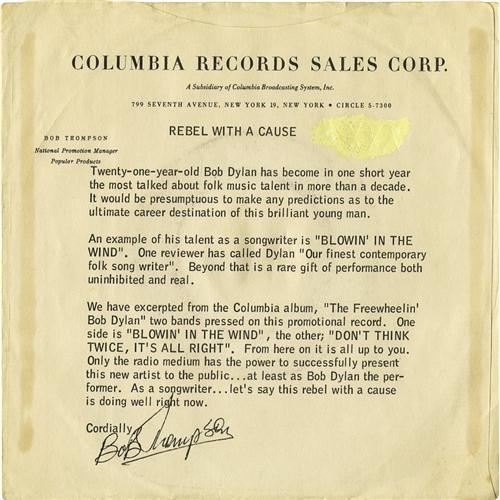 COLUMBIA RECORDS SALES CORP.
A Subsidiary of Columbia Broadcasting System, Inc.
799 SEVENTH AVENUE, NEW YORK 19, NEW YORK • CIRCLE 5-7300
REBEL WITH A CAUSE
BOB THOMPSON
National Promotion Manager
Popular Products
Twenty-one-year-old Bob Dylan has become in one short year
the most talked about folk music talent in more than a decade.
It would be presumptuous to make any predictions as to the
ultimate career destination of this brilliant young man.
An example of his talent as a songwriter is "BLOWIN' IN THE
WIND". One reviewer has called Dylan "Our finest contemporary
folk song writer". Beyond that is a rare gift of performance both
uninhibited and real.
We have excerpted from the Columbia album, "The Freewheelin'
Bob Dylan" two bands pressed on this promotional record. One
side is "BLOWIN' IN THE WIND", the other; "DON'T THINK
TWICE, IT'S ALL RIGHT". From here on it is all up to you.
Only the radio medium has the power to successfully present
this new artist to the public...at least as Bob Dylan the per-
former. As a songwriter...let's say this rebel with a cause
is doing well right now.
Cordially
Bob Thompson